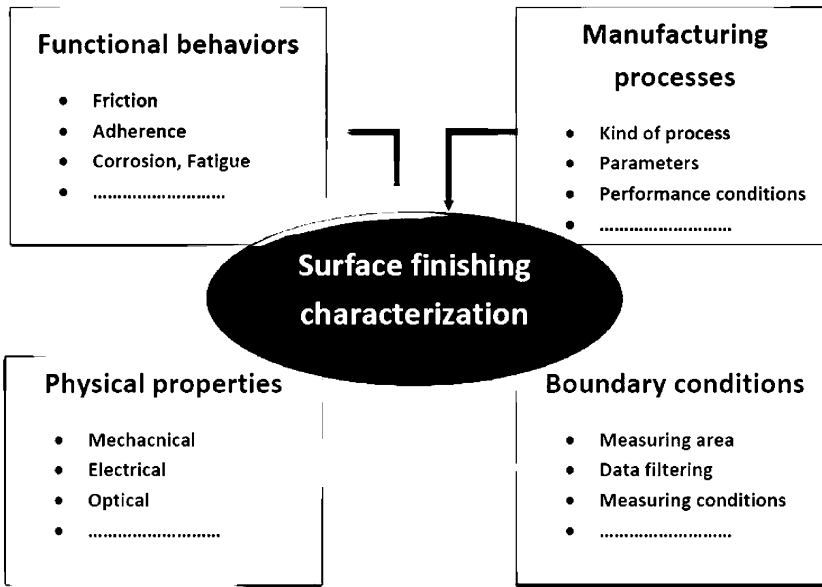 Functional behaviors
• Friction
• Adherence
• Corrosion, Fatigue
• ............................
Manufacturing
processes
• Kind of process
• Parameters
• Performance conditions
• ............................
Surface finishing
characterization
Physical properties
• Mechacnical
• Electrical
• Optical
• ............................
Boundary conditions
• Measuring area
• Data filtering
• Measuring conditions
• ............................